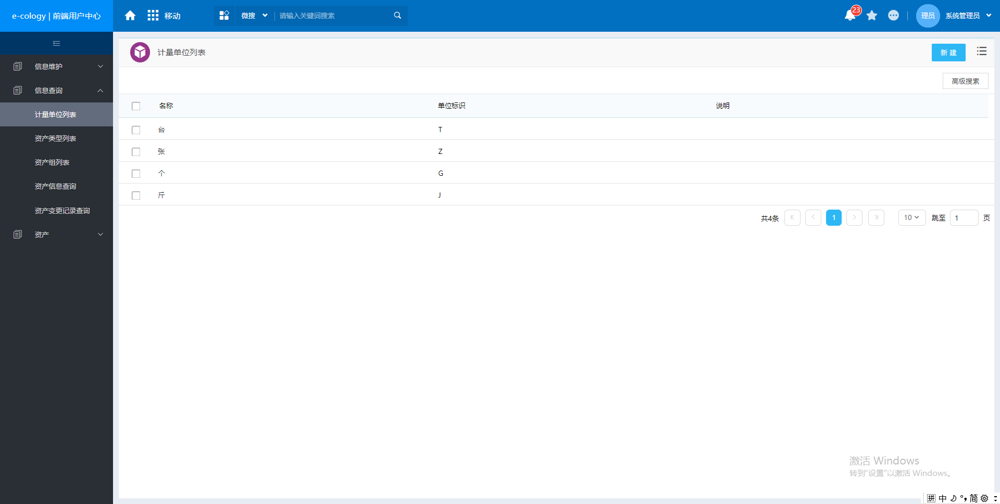 e-cology | 前端用户中心
移动
微搜
请输入关键词搜索
23
理员
系统管理员
信息维护
信息查询
计量单位列表
资产类型列表
资产组列表
资产信息查询
资产变更记录查询
资产
计量单位列表
新 建
高级搜索
名称 单位标识 说明
台 T
张 Z
个 G
斤 J
共4条 1 10 跳至 1 页
激活 Windows
转到“设置”以激活 Windows。
拼 中 简